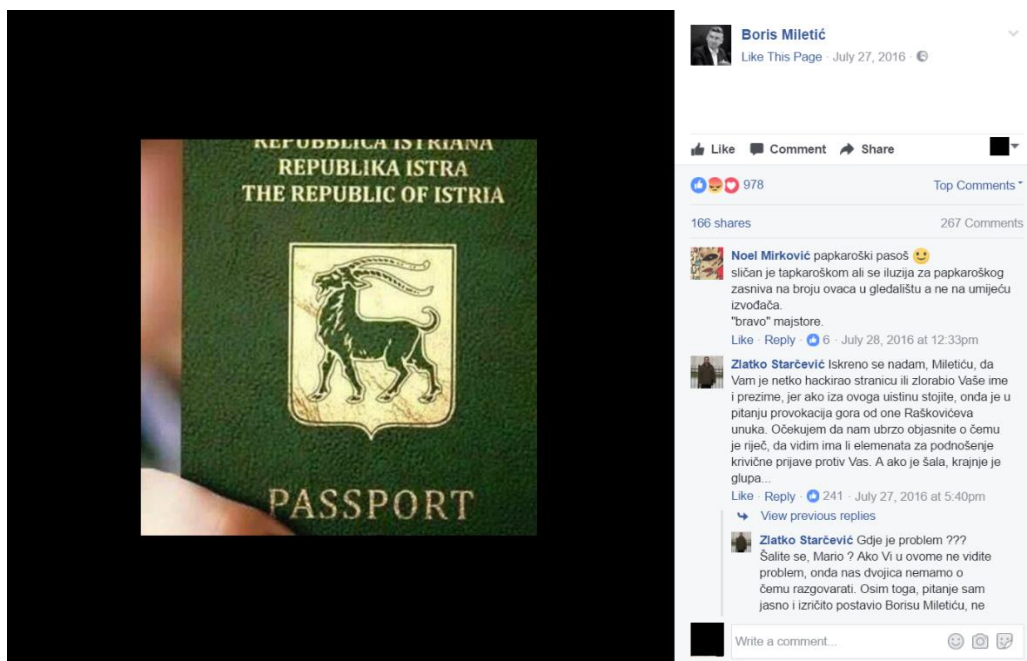 REPUBBLICA ISTRIANA
REPUBLIKA ISTRA
THE REPUBLIC OF ISTRIA
PASSPORT
Boris Miletić
Like This Page · July 27, 2016 ·
Like Comment Share
978 Top Comments
166 shares 267 Comments
Noel Mirković papkaroški pasoš
sličan je tapkaroškom ali se iluzija za papkaroškog
zasniva na broju ovaca u gledalištu a ne na umijeću
izvođača.
"bravo" majstore.
Like · Reply · 6 · July 28, 2016 at 12:33pm
Zlatko Starčević Iskreno se nadam, Miletiću, da
Vam je netko hackirao stranicu ili zlorabio Vaše ime
i prezime, jer ako iza ovoga uistinu stojite, onda je u
pitanju provokacija gora od one Raškovićeva
unuka. Očekujem da nam ubrzo objasnite o čemu
je riječ, da vidim ima li elemenata za podnošenje
krivične prijave protiv Vas. A ako je šala, krajnje je
glupa...
Like · Reply · 241 · July 27, 2016 at 5:40pm
View previous replies
Zlatko Starčević Gdje je problem ???
Šalite se, Mario ? Ako Vi u ovome ne vidite
problem, onda nas dvojica nemamo o
čemu razgovarati. Osim toga, pitanje sam
jasno i izričito postavio Borisu Miletiću, ne
Write a comment...